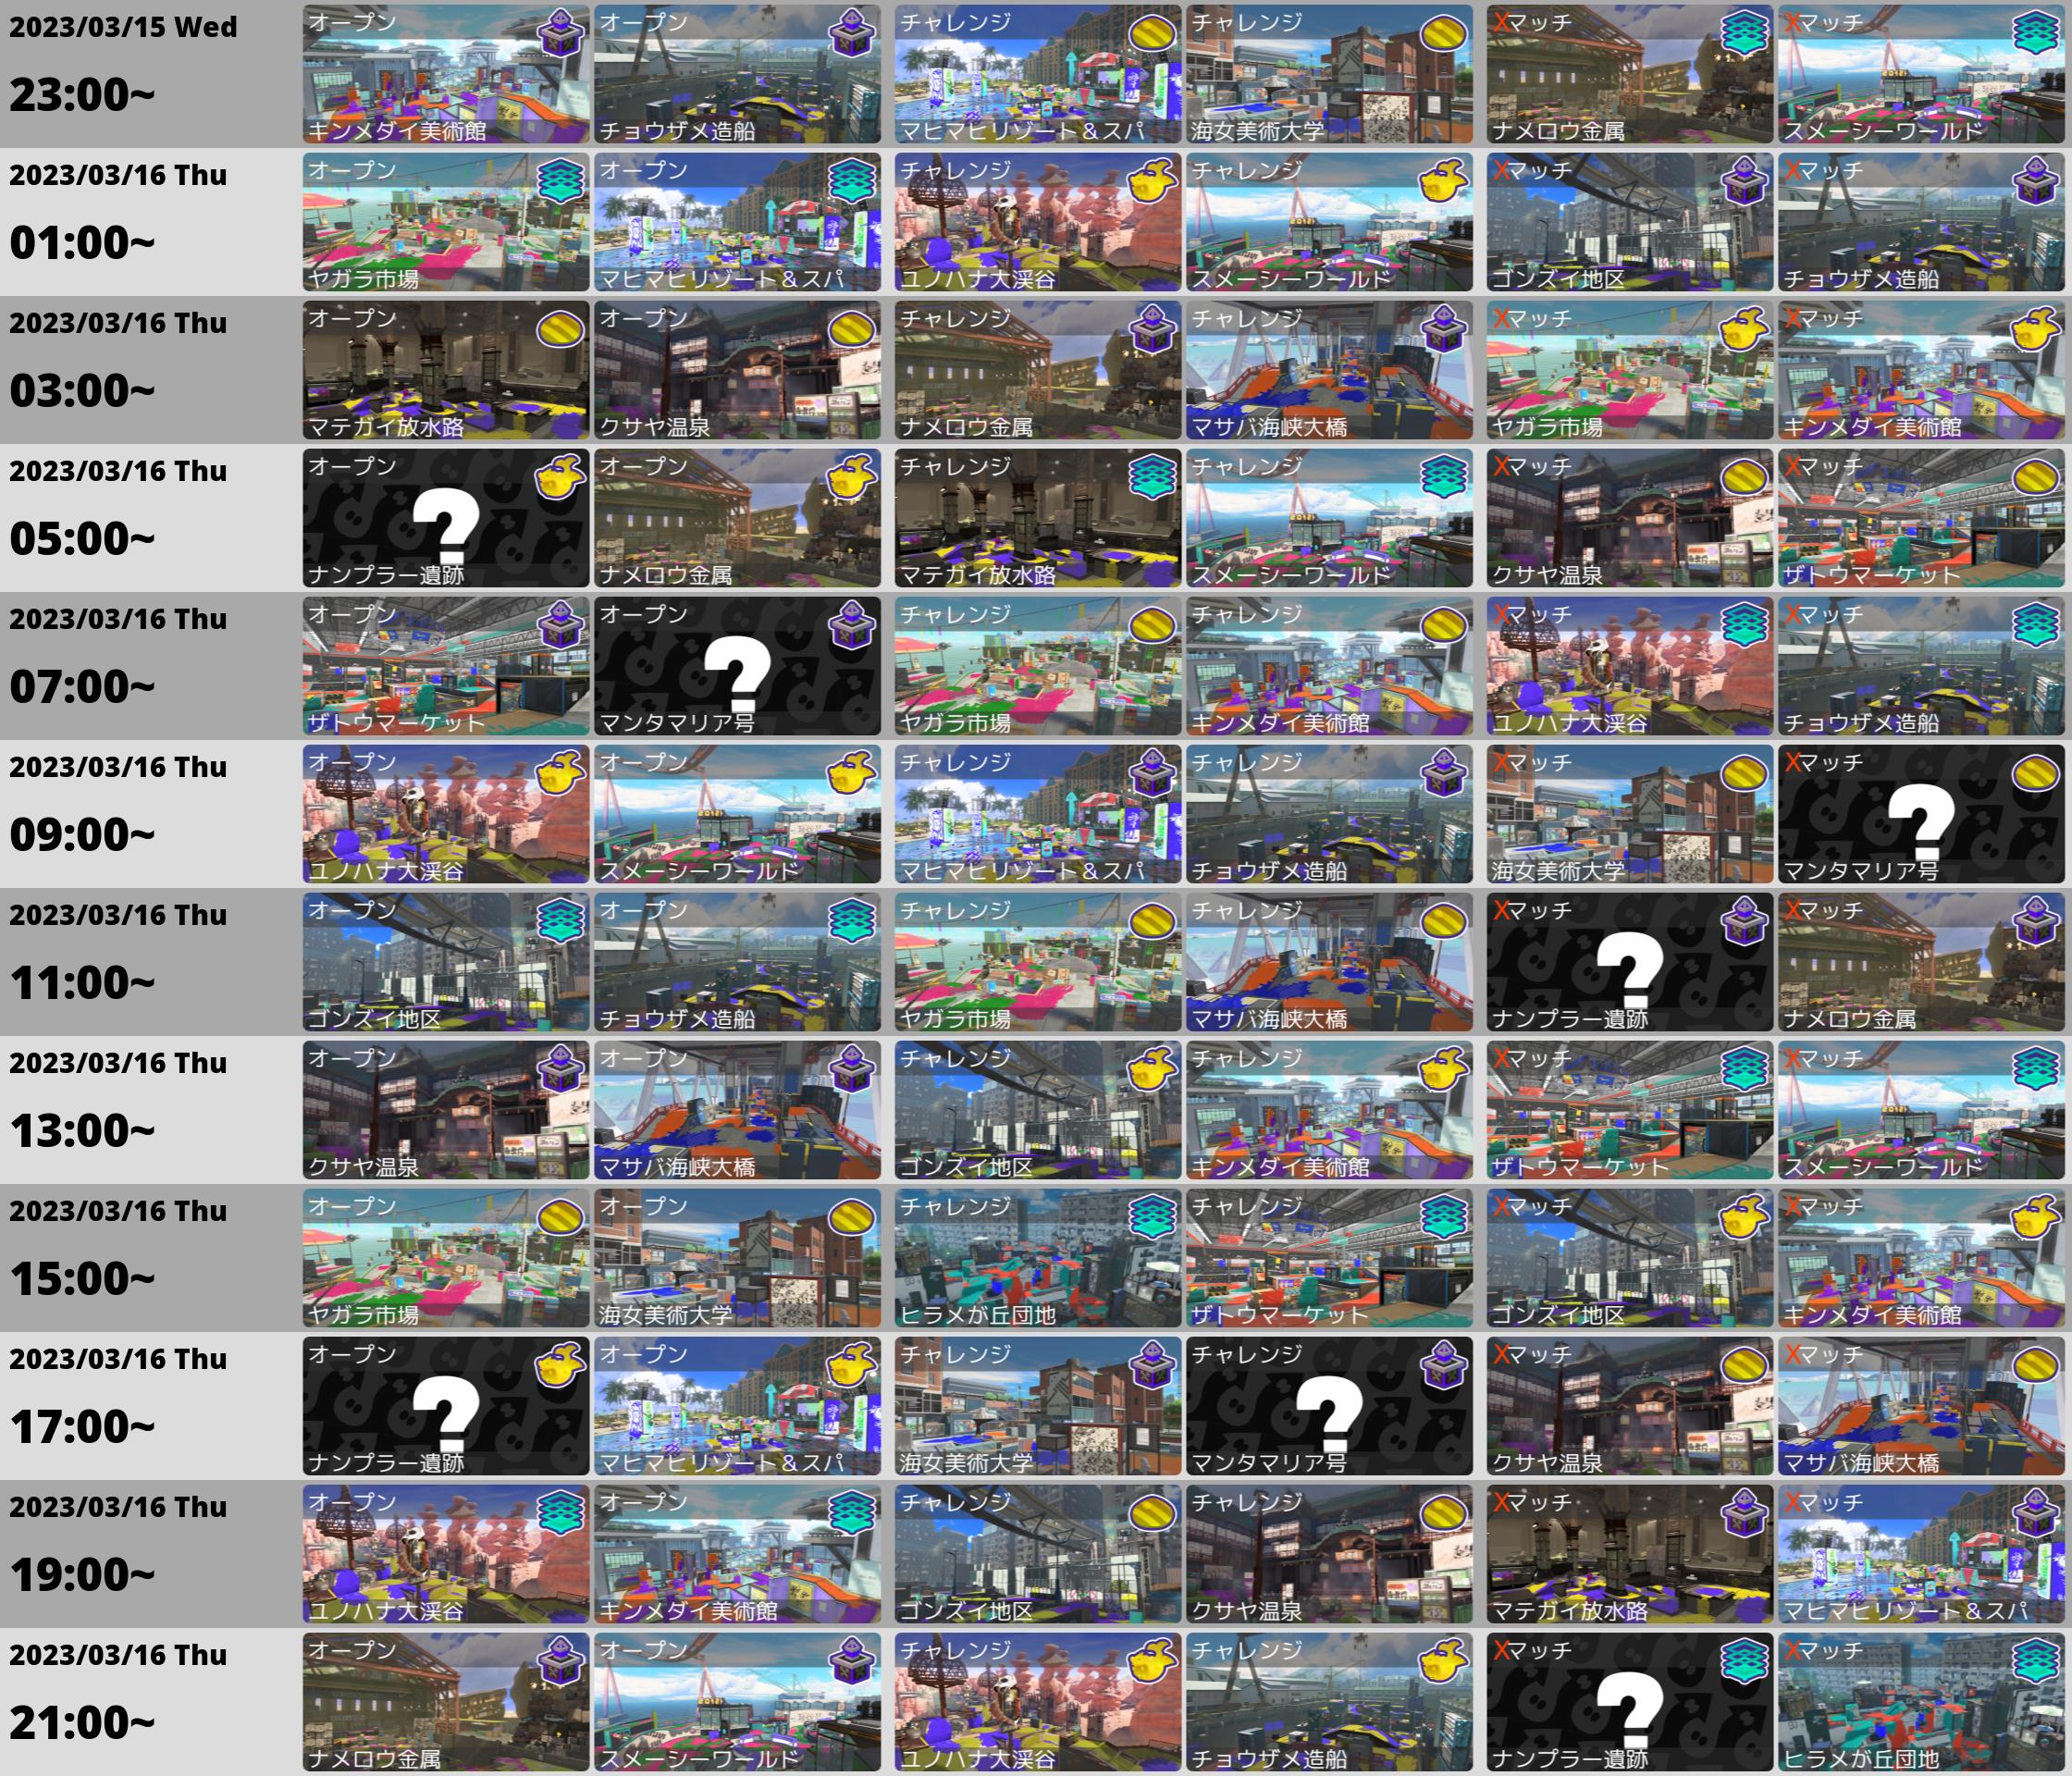 2023/03/15 Wed
23:00~
オープン オープン チャレンジ チャレンジ Xマッチ Xマッチ
キンメダイ美術館 チョウザメ造船 マヒマヒリゾート＆スパ 海女美術大学 ナメロウ金属 スメーシーワールド
2023/03/16 Thu
01:00~
オープン オープン チャレンジ チャレンジ Xマッチ Xマッチ
ヤガラ市場 マヒマヒリゾート＆スパ ユノハナ大渓谷 スメーシーワールド ゴンズイ地区 チョウザメ造船
2023/03/16 Thu
03:00~
オープン オープン チャレンジ チャレンジ Xマッチ Xマッチ
マテガイ放水路 クサヤ温泉 ナメロウ金属 マサバ海峡大橋 ヤガラ市場 キンメダイ美術館
2023/03/16 Thu
05:00~
オープン オープン チャレンジ チャレンジ Xマッチ Xマッチ
?
ナンプラー遺跡 ナメロウ金属 マテガイ放水路 スメーシーワールド クサヤ温泉 ザトウマーケット
2023/03/16 Thu
07:00~
オープン オープン チャレンジ チャレンジ Xマッチ Xマッチ
?
ザトウマーケット マンタマリア号 ヤガラ市場 キンメダイ美術館 ユノハナ大渓谷 チョウザメ造船
2023/03/16 Thu
09:00~
オープン オープン チャレンジ チャレンジ Xマッチ Xマッチ
?
ユノハナ大渓谷 スメーシーワールド マヒマヒリゾート＆スパ チョウザメ造船 海女美術大学 マンタマリア号
2023/03/16 Thu
11:00~
オープン オープン チャレンジ チャレンジ Xマッチ Xマッチ
?
ゴンズイ地区 チョウザメ造船 ヤガラ市場 マサバ海峡大橋 ナンプラー遺跡 ナメロウ金属
2023/03/16 Thu
13:00~
オープン オープン チャレンジ チャレンジ Xマッチ Xマッチ
クサヤ温泉 マサバ海峡大橋 ゴンズイ地区 キンメダイ美術館 ザトウマーケット スメーシーワールド
2023/03/16 Thu
15:00~
オープン オープン チャレンジ チャレンジ Xマッチ Xマッチ
ヤガラ市場 海女美術大学 ヒラメが丘団地 ザトウマーケット ゴンズイ地区 キンメダイ美術館
2023/03/16 Thu
17:00~
オープン オープン チャレンジ チャレンジ Xマッチ Xマッチ
? ?
ナンプラー遺跡 マヒマヒリゾート＆スパ 海女美術大学 マンタマリア号 クサヤ温泉 マサバ海峡大橋
2023/03/16 Thu
19:00~
オープン オープン チャレンジ チャレンジ Xマッチ Xマッチ
ユノハナ大渓谷 キンメダイ美術館 ゴンズイ地区 クサヤ温泉 マテガイ放水路 マヒマヒリゾート＆スパ
2023/03/16 Thu
21:00~
オープン オープン チャレンジ チャレンジ Xマッチ Xマッチ
?
ナメロウ金属 スメーシーワールド ユノハナ大渓谷 チョウザメ造船 ナンプラー遺跡 ヒラメが丘団地